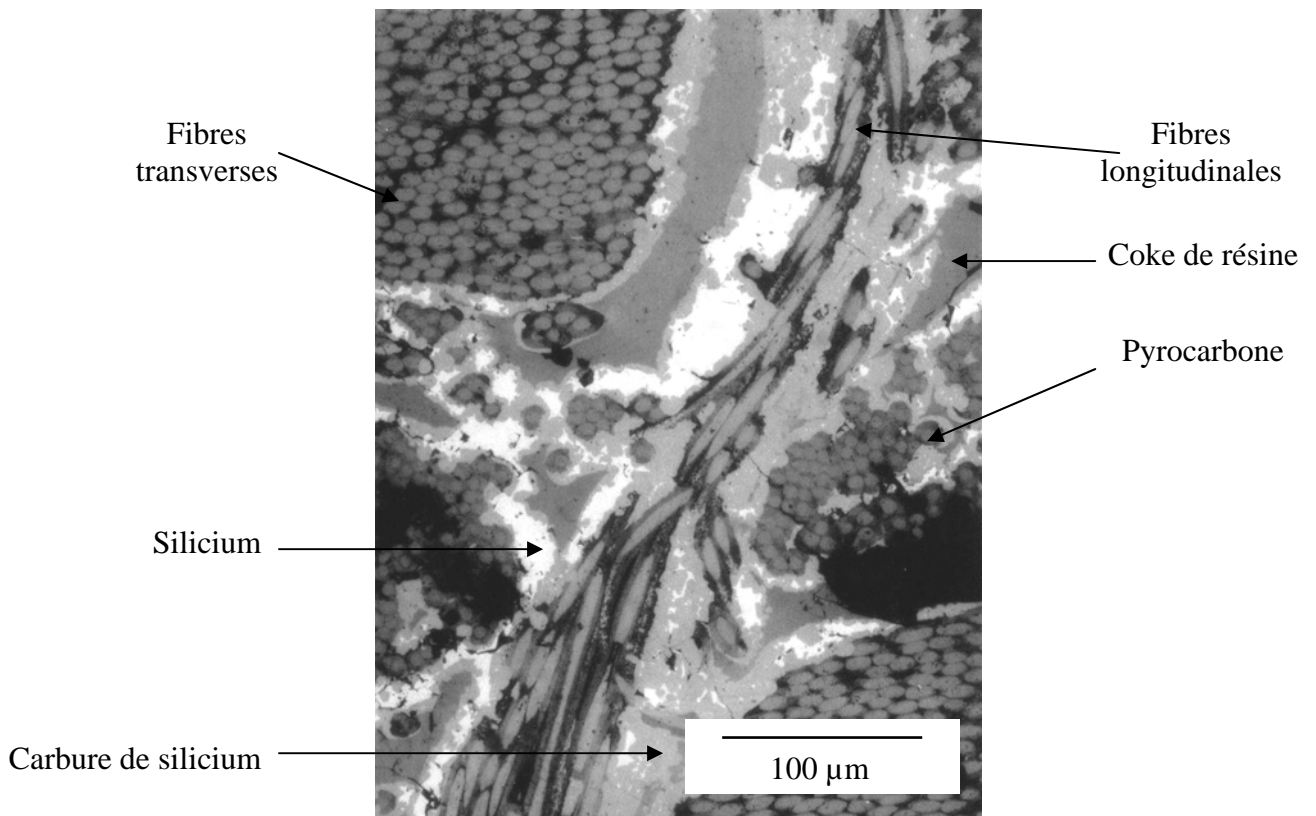 Fibres
transverses
Fibres
longitudinales
Coke de résine
Pyrocarbone
Silicium
Carbure de silicium
100 µm